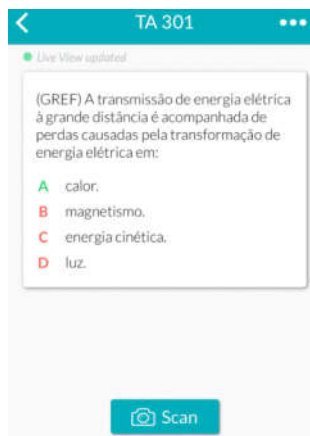 TA 301
Live View updated
(GREF) A transmissão de energia elétrica
à grande distância é acompanhada de
perdas causadas pela transformação de
energia elétrica em:
A calor.
B magnetismo.
C energia cinética.
D luz.
Scan